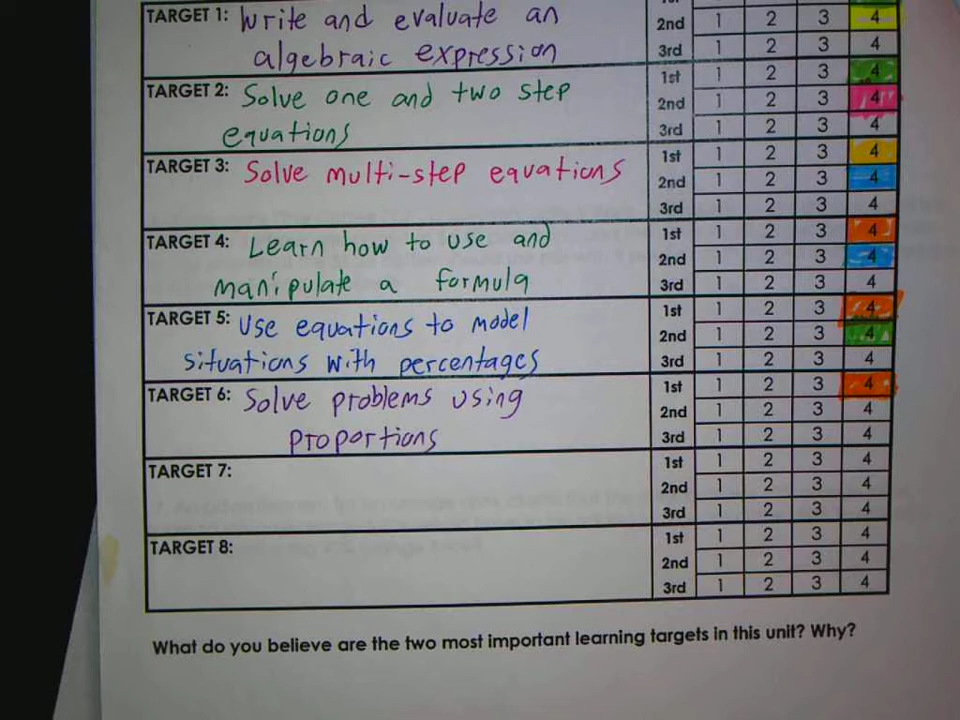 TARGET 1: Write and evaluate an
algebraic expression
2nd 1 2 3 4
3rd 1 2 3 4
TARGET 2: Solve one and two step
equations
1st 1 2 3 4
2nd 1 2 3 4
3rd 1 2 3 4
TARGET 3: Solve multi-step equations
1st 1 2 3 4
2nd 1 2 3 4
3rd 1 2 3 4
TARGET 4: Learn how to use and
manipulate a formula
1st 1 2 3 4
2nd 1 2 3 4
3rd 1 2 3 4
TARGET 5: Use equations to model
situations with percentages
1st 1 2 3 4
2nd 1 2 3 4
3rd 1 2 3 4
TARGET 6: Solve problems using
proportions
1st 1 2 3 4
2nd 1 2 3 4
3rd 1 2 3 4
TARGET 7:
1st 1 2 3 4
2nd 1 2 3 4
3rd 1 2 3 4
TARGET 8:
1st 1 2 3 4
2nd 1 2 3 4
3rd 1 2 3 4
What do you believe are the two most important learning targets in this unit? Why?